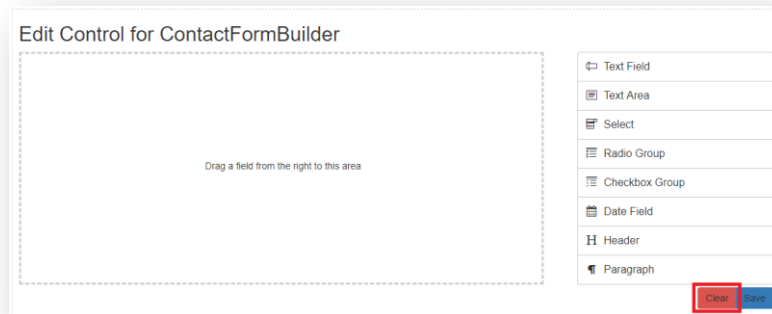 Edit Control for ContactFormBuilder
Drag a field from the right to this area
Text Field
Text Area
Select
Radio Group
Checkbox Group
Date Field
H Header
¶ Paragraph
Clear Save